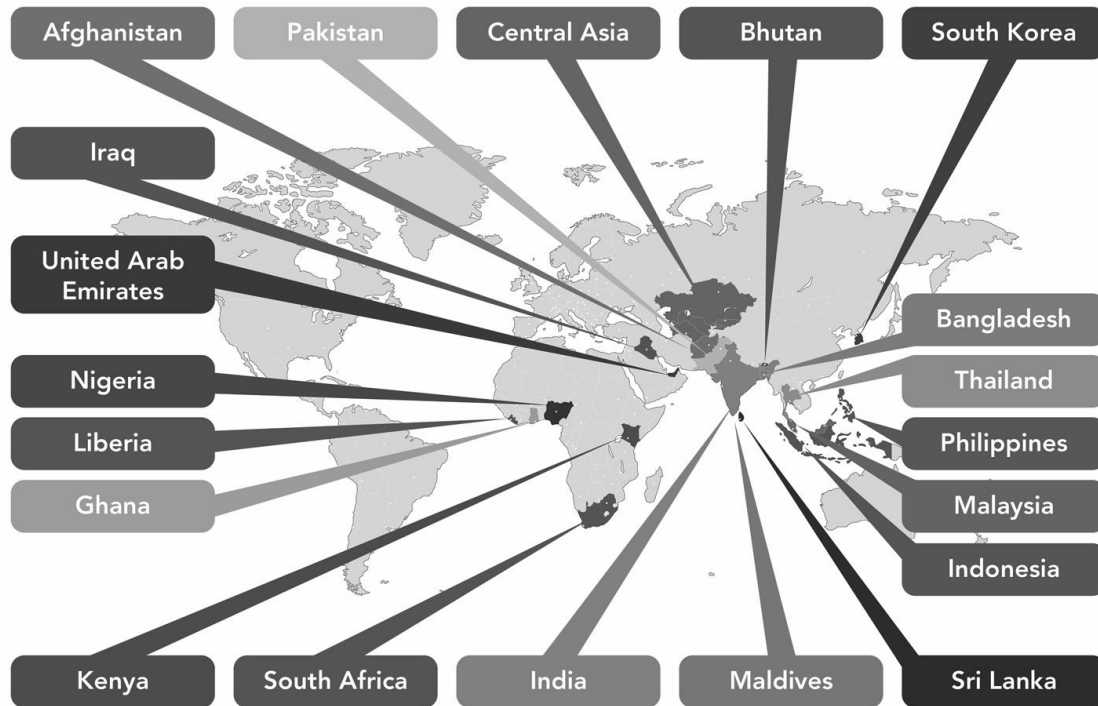 Afghanistan
Pakistan
Central Asia
Bhutan
South Korea
Iraq
United Arab
Emirates
Bangladesh
Nigeria
Thailand
Liberia
Philippines
Ghana
Malaysia
Indonesia
Kenya
South Africa
India
Maldives
Sri Lanka